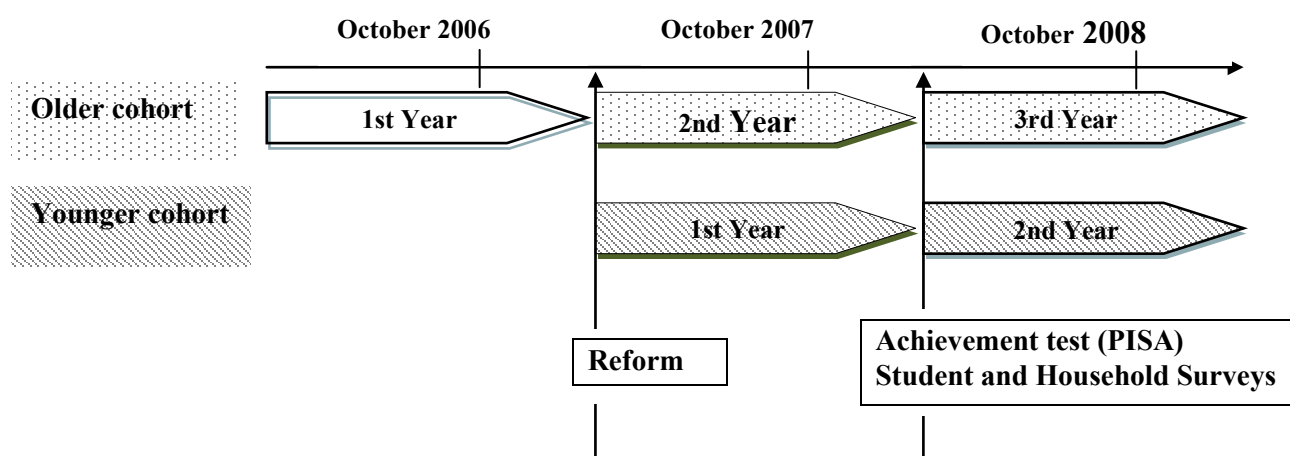 October 2006 October 2007 October 2008
Older cohort
1st Year 2nd Year 3rd Year
Younger cohort
1st Year 2nd Year
Reform
Achievement test (PISA)
Student and Household Surveys